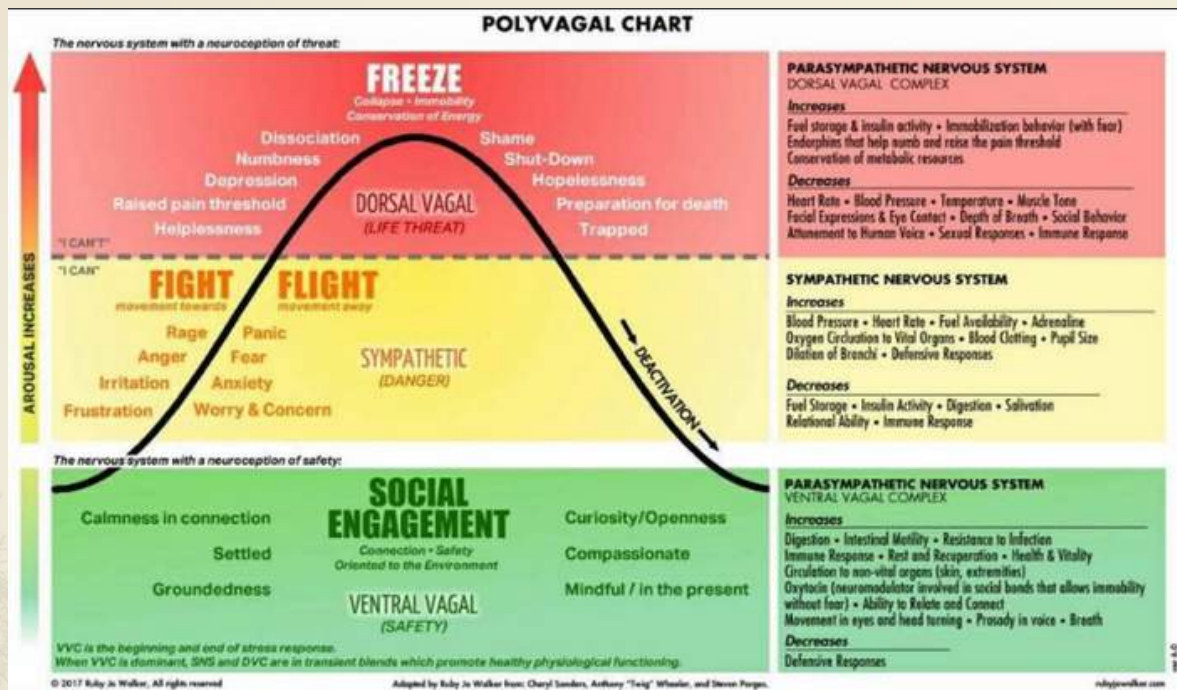 POLYVAGAL CHART
The nervous system with a neuroception of threat:
AROUSAL INCREASES
FREEZE
Collapse • Immobility
Conservation of Energy
Dissociation
Numbness
Depression
Raised pain threshold
Helplessness
Shame
Shut-Down
Hopelessness
Preparation for death
Trapped
DORSAL VAGAL
(LIFE THREAT)
"I CAN'T"
"I CAN"
FIGHT
movement towards
FLIGHT
movement away
Rage
Anger
Irritation
Frustration
Panic
Fear
Anxiety
Worry & Concern
SYMPATHETIC
(DANGER)
DEACTIVATION
The nervous system with a neuroception of safety:
SOCIAL
ENGAGEMENT
Connection • Safety
Oriented to the Environment
Calmness in connection
Settled
Groundedness
Curiosity/Openness
Compassionate
Mindful / in the present
VENTRAL VAGAL
(SAFETY)
VVC is the beginning and end of stress response.
When VVC is dominant, SNS and DVC are in transient blends which promote healthy physiological functioning.
PARASYMPATHETIC NERVOUS SYSTEM
DORSAL VAGAL COMPLEX
Increases
Fuel storage & insulin activity • Immobilization behavior (with fear)
Endorphins that help numb and raise the pain threshold
Conservation of metabolic resources
Decreases
Heart Rate • Blood Pressure • Temperature • Muscle Tone
Facial Expressions & Eye Contact • Depth of Breath • Social Behavior
Attunement to Human Voice • Sexual Responses • Immune Response
SYMPATHETIC NERVOUS SYSTEM
Increases
Blood Pressure • Heart Rate • Fuel Availability • Adrenaline
Oxygen Circluation to Vital Organs • Blood Clotting • Pupil Size
Dilation of Bronchi • Defensive Responses
Decreases
Fuel Storage • Insulin Activity • Digestion • Salivation
Relational Ability • Immune Response
PARASYMPATHETIC NERVOUS SYSTEM
VENTRAL VAGAL COMPLEX
Increases
Digestion • Intestinal Motility • Resistance to Infection
Immune Response • Rest and Recuperation • Health & Vitality
Circulation to non-vital organs (skin, extremities)
Oxytocin (neuromodulator involved in social bonds that allows immobility
without fear) • Ability to Relate and Connect
Movement in eyes and head turning • Prosody in voice • Breath
Decreases
Defensive Responses
© 2017 Ruby Jo Walker, All rights reserved
Adapted by Ruby Jo Walker from: Cheryl Sanders, Anthony "Twig" Wheeler, and Steven Porges.
rubyjowalker.com